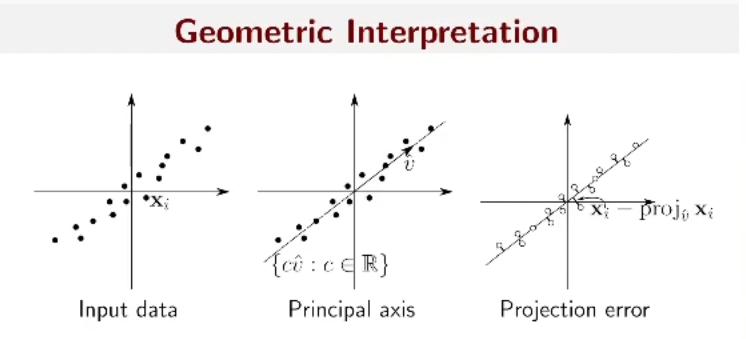 Geometric Interpretation
x_i
v̂
{cv̂ : c ∈ ℝ}
x_i − proj_v̂ x_i
Input data
Principal axis
Projection error